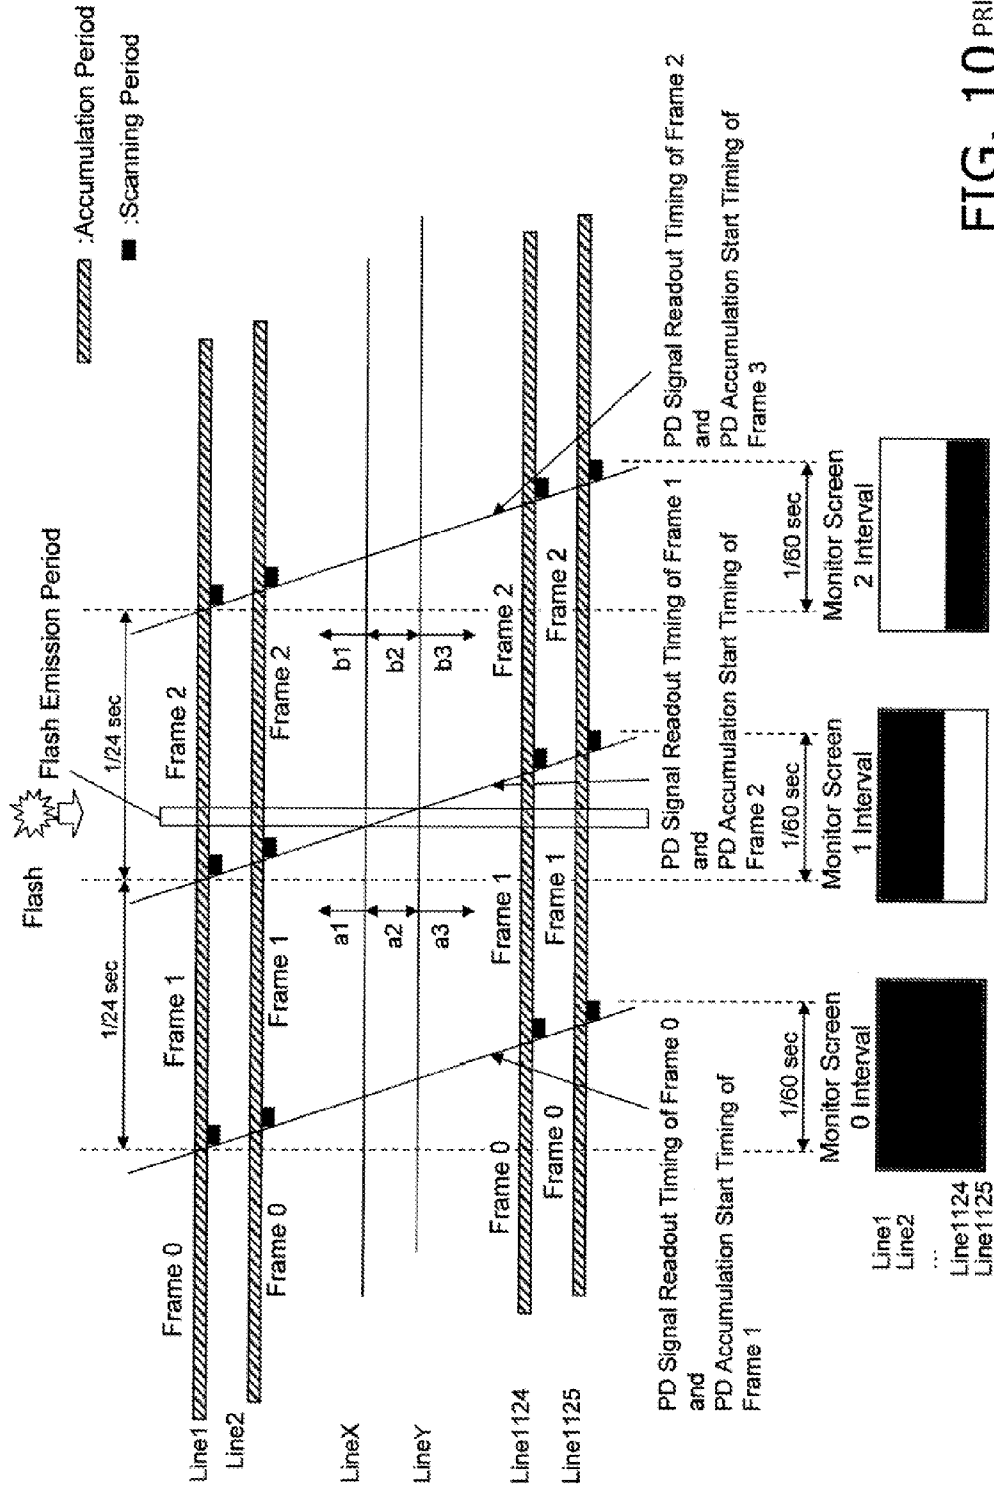 :Accumulation Period
:Scanning Period
Flash
Flash Emission Period
1/24 sec
1/24 sec
Line1
Frame 0
Frame 1
Frame 2
Line2
Frame 0
Frame 1
Frame 2
LineX
a1
b1
a2
b2
LineY
a3
b3
Line1124
Frame 0
Frame 1
Frame 2
Line1125
Frame 0
Frame 1
Frame 2
PD Signal Readout Timing of Frame 0
and
PD Accumulation Start Timing of
Frame 1
PD Signal Readout Timing of Frame 1
and
PD Accumulation Start Timing of
Frame 2
PD Signal Readout Timing of Frame 2
and
PD Accumulation Start Timing of
Frame 3
1/60 sec
1/60 sec
1/60 sec
Monitor Screen
0 Interval
Monitor Screen
1 Interval
Monitor Screen
2 Interval
Line1
Line2
...
Line1124
Line1125
FIG. 10 PRI